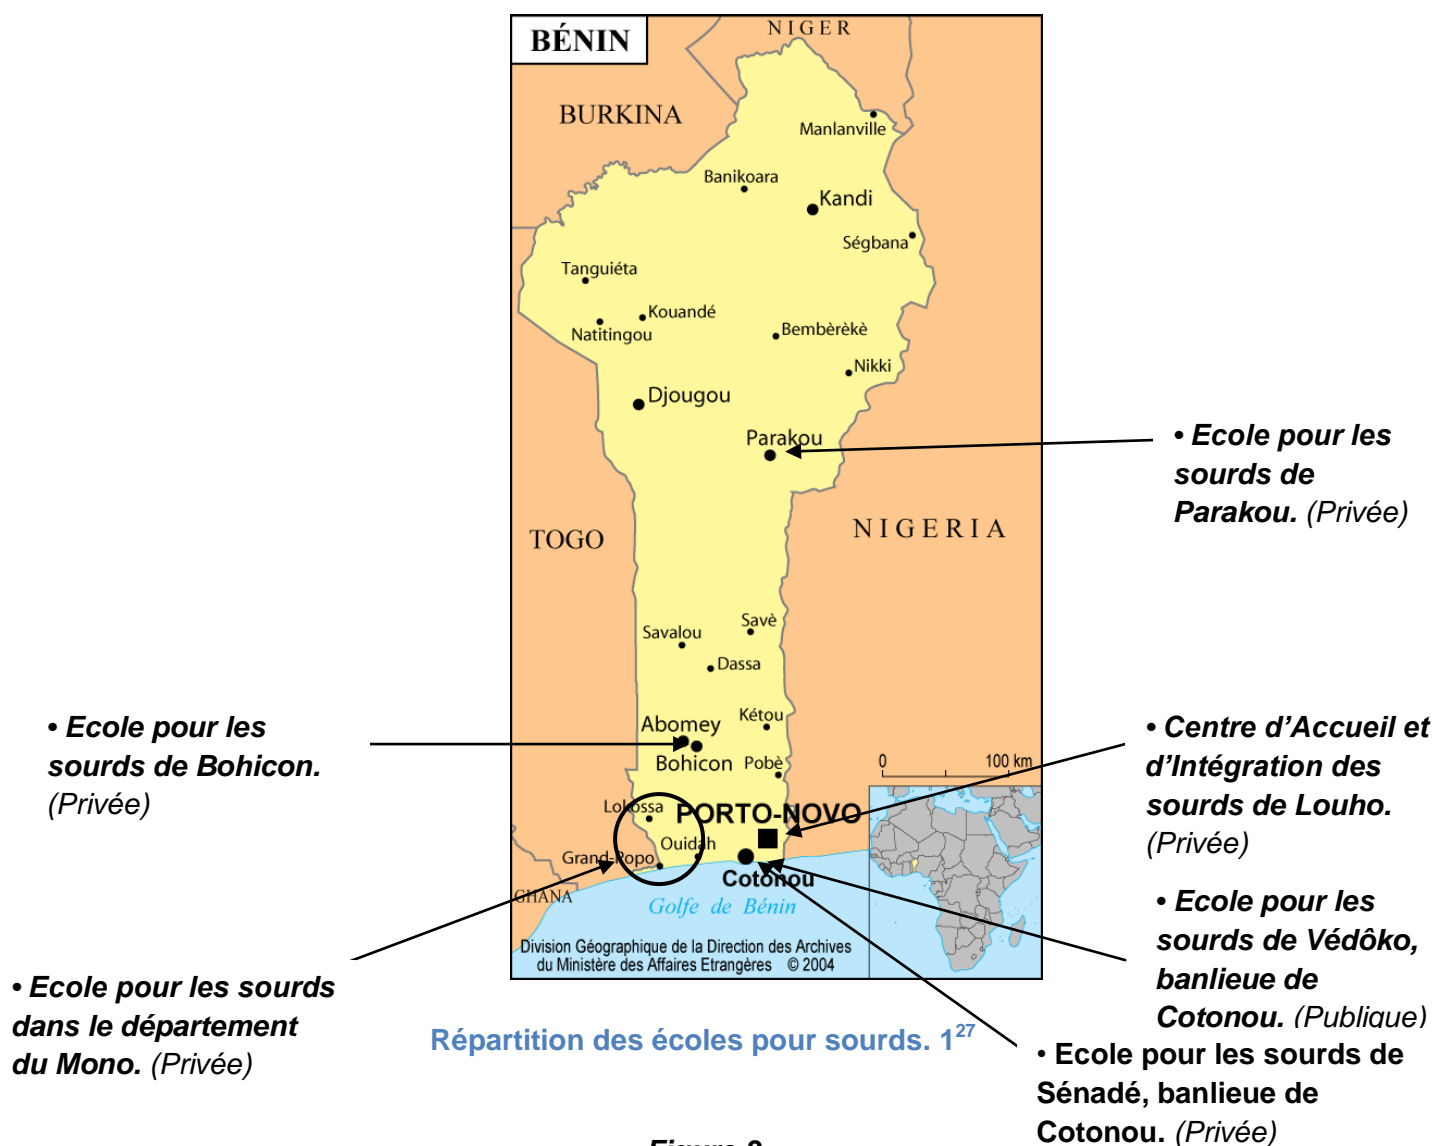 BÉNIN
NIGER
BURKINA
Manlanville
Banikoara
Kandi
Ségbana
Tanguiéta
Kouandé
Natitingou
Bembèrèkè
Nikki
Djougou
Parakou
• Ecole pour les
sourds de
Parakou. (Privée)
TOGO
NIGERIA
Savè
Savalou
Dassa
• Ecole pour les
sourds de Bohicon.
(Privée)
Abomey
Kétou
Bohicon
Pobè
• Centre d’Accueil et
d’Intégration des
sourds de Louho.
(Privée)
0 100 km
Lokossa
PORTO-NOVO
Ouidah
Grand-Popo
Cotonou
GHANA
Golfe de Bénin
• Ecole pour les
sourds de Védôko,
banlieue de
Cotonou. (Publique)
Division Géographique de la Direction des Archives
du Ministère des Affaires Etrangères © 2004
• Ecole pour les sourds
dans le département
du Mono. (Privée)
Répartition des écoles pour sourds. 1²⁷
• Ecole pour les sourds de
Sénadé, banlieue de
Cotonou. (Privée)